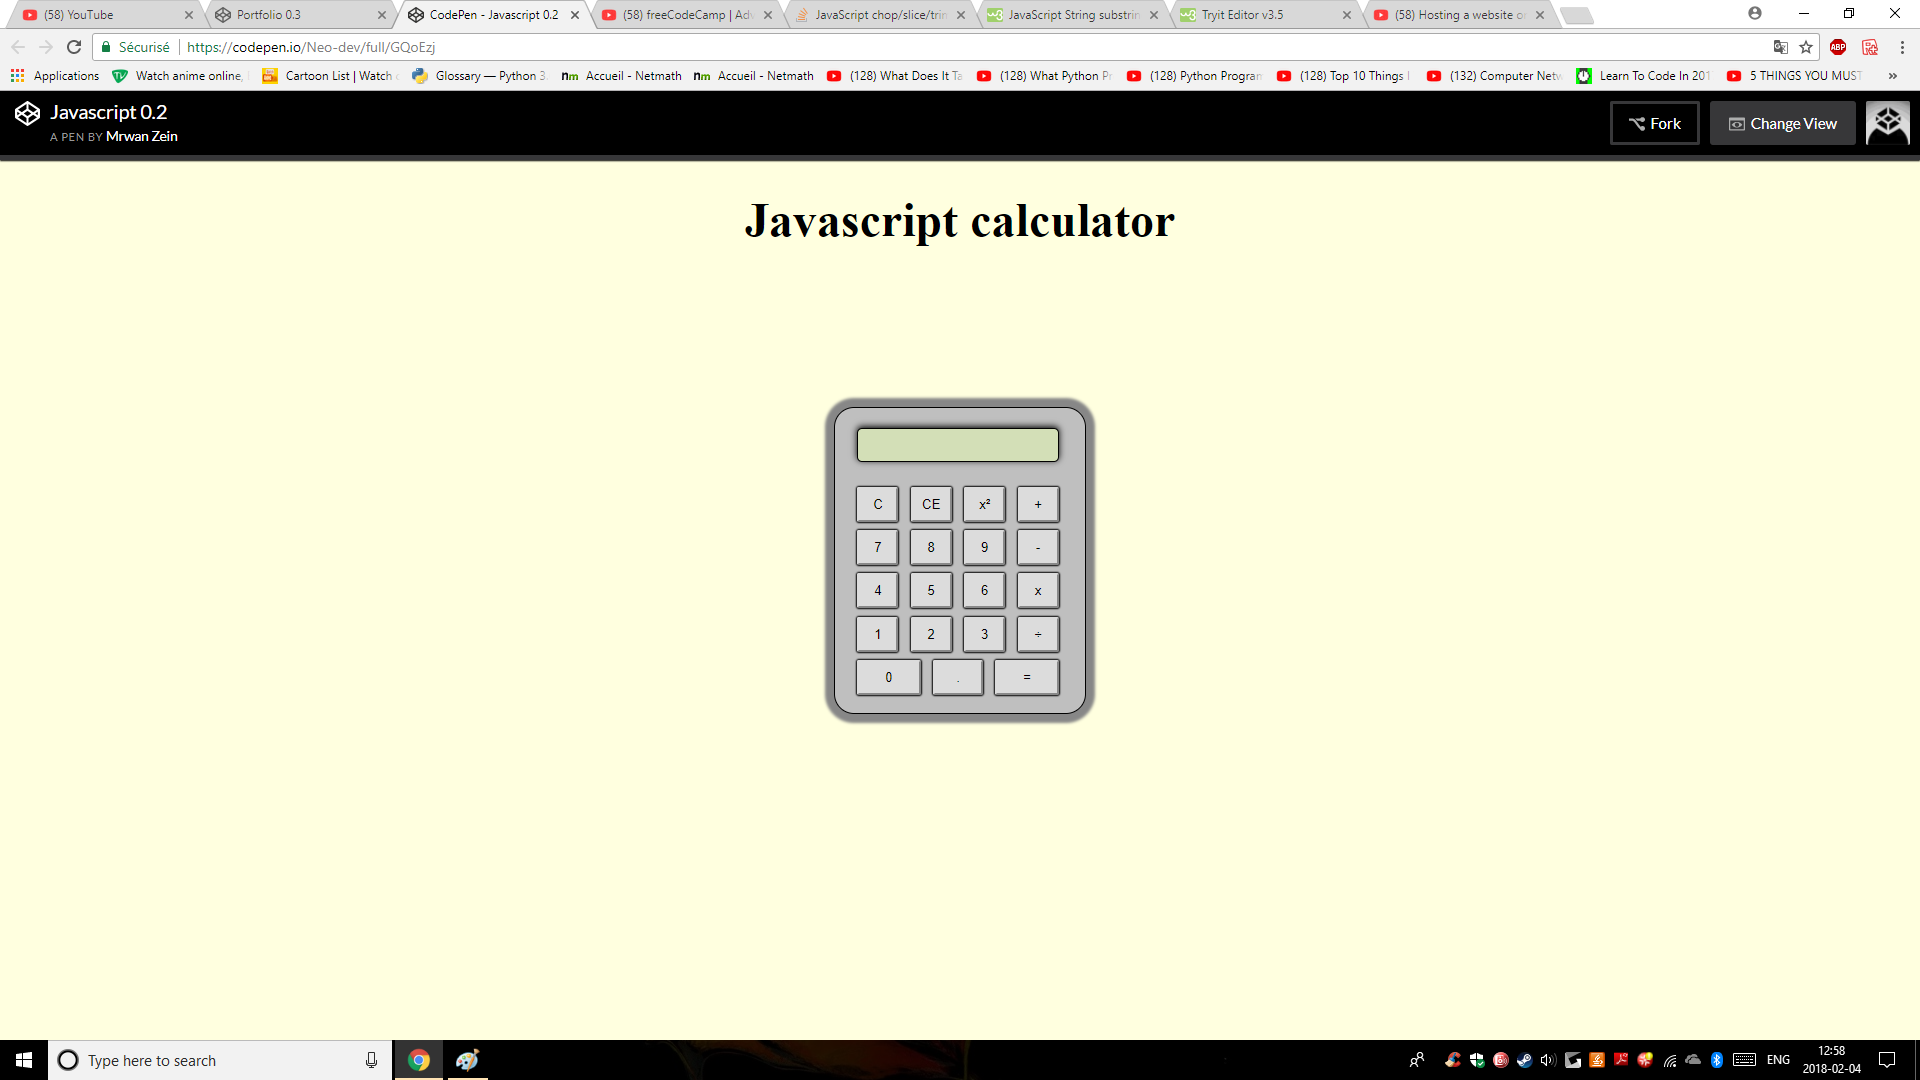 (58) YouTube
Portfolio 0.3
CodePen - Javascript 0.2
(58) freeCodeCamp | Adv
JavaScript chop/slice/trin
JavaScript String substrin
Tryit Editor v3.5
(58) Hosting a website o
Sécurisé
https://codepen.io/Neo-dev/full/GQoEzj
ABP
Applications
Watch anime online,
Cartoon List | Watch
Glossary — Python 3.
nm Accueil - Netmath
nm Accueil - Netmath
(128) What Does It Ta
(128) What Python Pr
(128) Python Program
(128) Top 10 Things
(132) Computer Netw
Learn To Code In 201
5 THINGS YOU MUST
»
Javascript 0.2
A PEN BY Mrwan Zein
Fork
Change View
Javascript calculator
C CE x² +
7 8 9 -
4 5 6 x
1 2 3 ÷
0 . =
Type here to search
ENG
12:58
2018-02-04